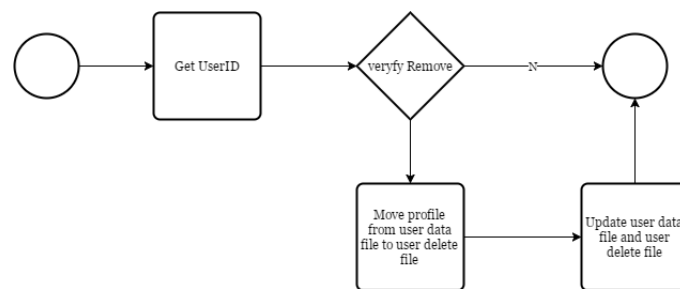 Get UserID
veryfy Remove
N
Move profile
from user data
file to user delete
file
Update user data
file and user
delete file